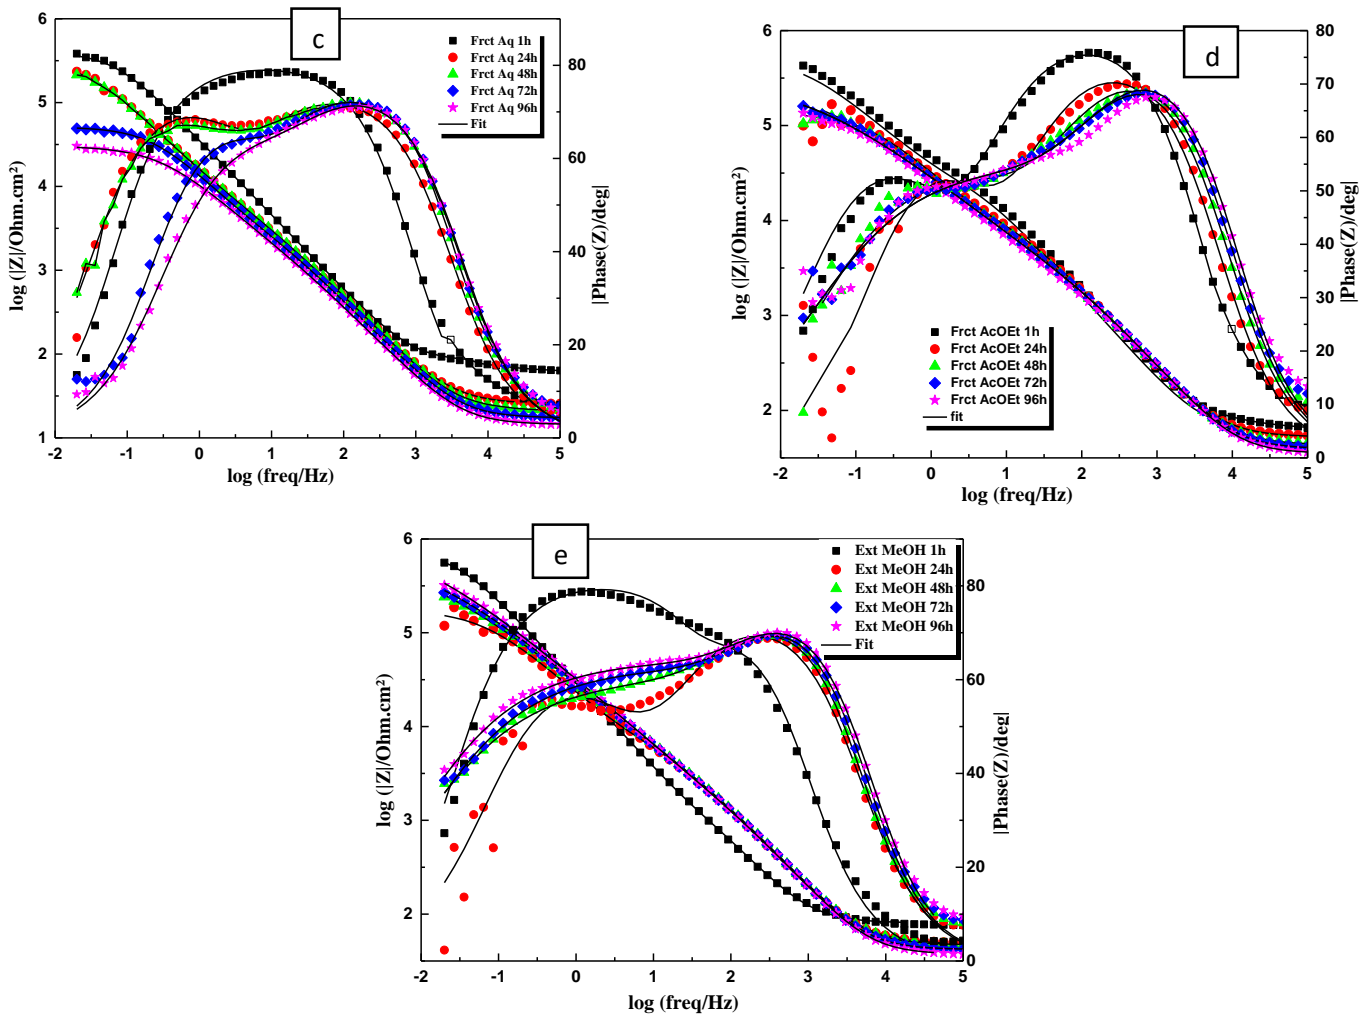 c
6
5
4
3
2
1
log (|Z|/Ohm.cm²)
-2
-1
0
1
2
3
4
5
log (freq/Hz)
80
60
40
20
0
|Phase(Z)/deg|
Frct Aq 1h
Frct Aq 24h
Frct Aq 48h
Frct Aq 72h
Frct Aq 96h
Fit
d
6
5
4
3
2
log (|Z|/Ohm.cm²)
-2
-1
0
1
2
3
4
5
log (freq/Hz)
80
70
60
50
40
30
20
10
0
|Phase(Z)/deg|
Frct AcOEt 1h
Frct AcOEt 24h
Frct AcOEt 48h
Frct AcOEt 72h
Frct AcOEt 96h
fit
e
6
5
4
3
2
log (|Z|/Ohm.cm²)
-2
-1
0
1
2
3
4
5
log (freq/Hz)
80
60
40
20
0
|Phase(Z)/deg|
Ext MeOH 1h
Ext MeOH 24h
Ext MeOH 48h
Ext MeOH 72h
Ext MeOH 96h
Fit